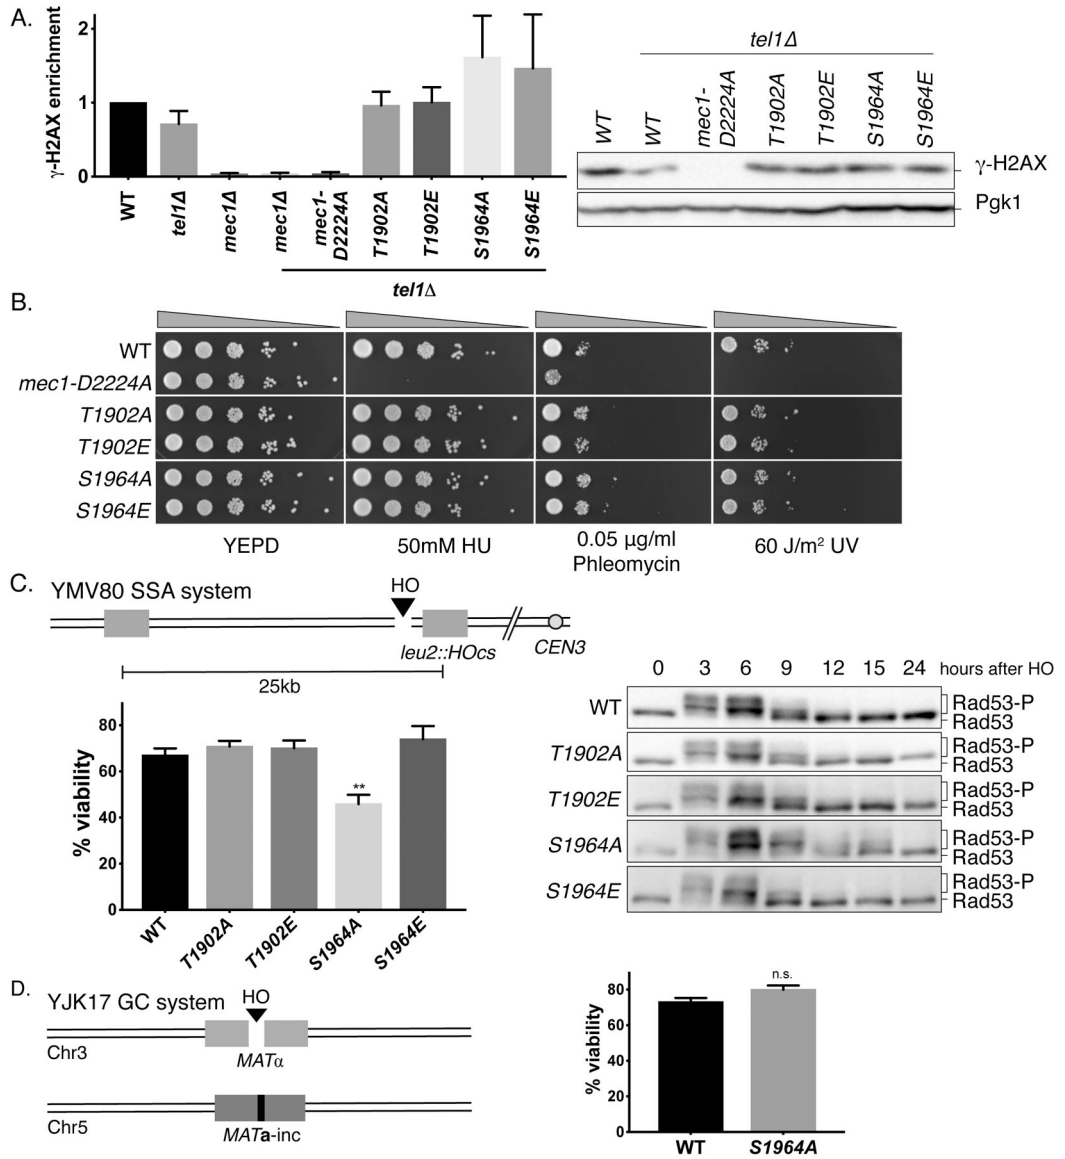 A.
γ-H2AX enrichment
2
1
0
WT
tel1Δ
mec1Δ
mec1Δ
mec1-
D2224A
T1902A
T1902E
S1964A
S1964E
tel1Δ
tel1Δ
WT
WT
mec1-
D2224A
T1902A
T1902E
S1964A
S1964E
γ-H2AX
Pgk1
B.
WT
mec1-D2224A
T1902A
T1902E
S1964A
S1964E
YEPD
50mM HU
0.05 µg/ml
Phleomycin
60 J/m² UV
C.
YMV80 SSA system
HO
leu2::HOcs
CEN3
25kb
% viability
80
60
40
20
0
**
WT
T1902A
T1902E
S1964A
S1964E
0 3 6 9 12 15 24 hours after HO
WT
Rad53-P
Rad53
T1902A
Rad53-P
Rad53
T1902E
Rad53-P
Rad53
S1964A
Rad53-P
Rad53
S1964E
Rad53-P
Rad53
D.
YJK17 GC system
HO
Chr3
MATα
Chr5
MATa-inc
% viability
80
60
40
20
0
n.s.
WT
S1964A